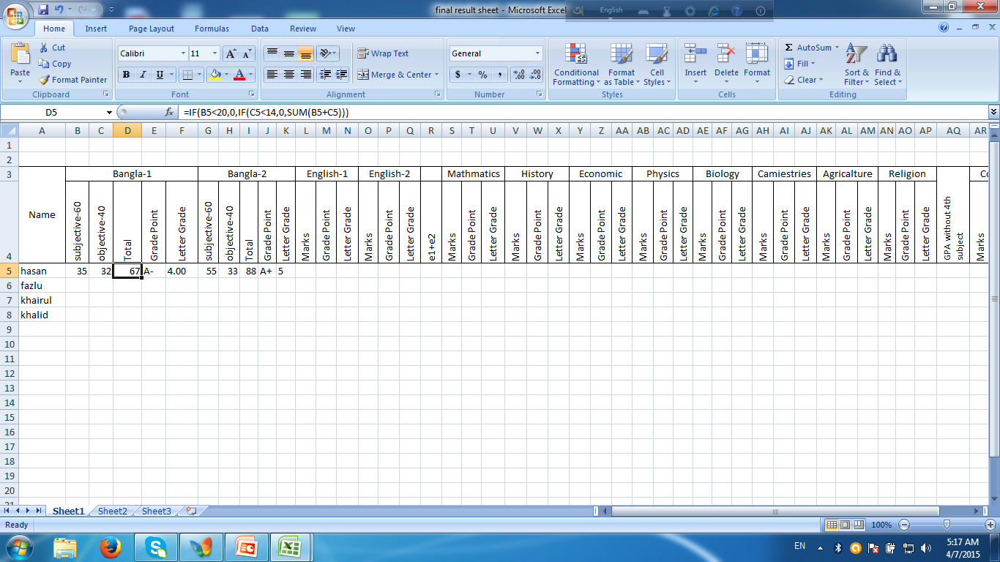 final result sheet - Microsoft Excel
English
Home Insert Page Layout Formulas Data Review View
Paste Cut Copy Format Painter Clipboard
Calibri 11 B I U Font
Wrap Text Merge & Center Alignment
General $ % , Number
Conditional Formatting Format as Table Cell Styles Styles
Insert Delete Format Cells
AutoSum Fill Clear Sort & Filter Find & Select Editing
D5 fx =IF(B5<20,0,IF(C5<14,0,SUM(B5+C5)))
A B C D E F G H I J K L M N O P Q R S T U V W X Y Z AA AB AC AD AE AF AG AH AI AJ AK AL AM AN AO AP AQ AR
1
2
3 Bangla-1 Bangla-2 English-1 English-2 Mathmatics History Economic Physics Biology Camiestries Agricalture Religion Co
4 Name subjective-60 objective-40 Total Grade Point Letter Grade subjective-60 objective-40 Total Grade Point Letter Grade Marks Grade Point Letter Grade Marks Grade Point Letter Grade e1+e2 Marks Grade Point Letter Grade Marks Grade Point Letter Grade Marks Grade Point Letter Grade Marks Grade Point Letter Grade Marks Grade Point Letter Grade Marks Grade Point Letter Grade Marks Grade Point Letter Grade Marks Grade Point Letter Grade GPA without 4th subject Marks
5 hasan 35 32 67 A- 4.00 55 33 88 A+ 5
6 fazlu
7 khairul
8 khalid
9
10
11
12
13
14
15
16
17
18
19
20
21
Sheet1 Sheet2 Sheet3
Ready 100%
EN 5:17 AM
4/7/2015